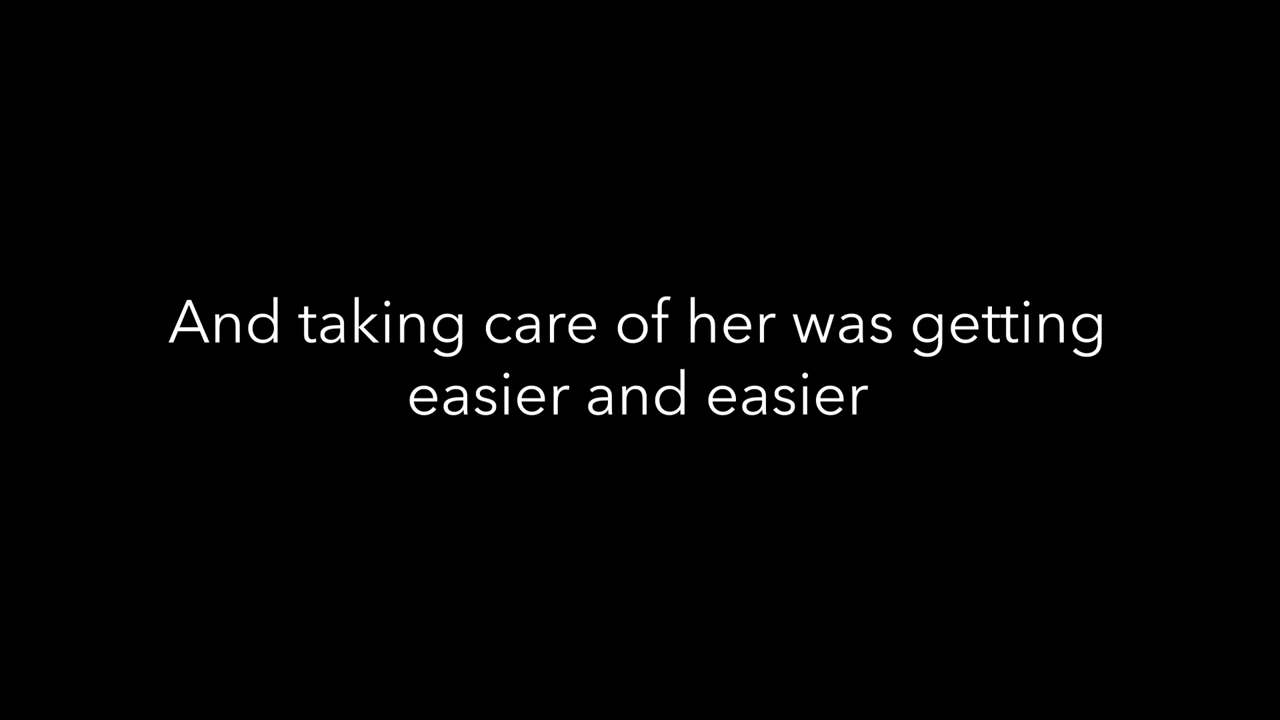 And taking care of her was getting
easier and easier